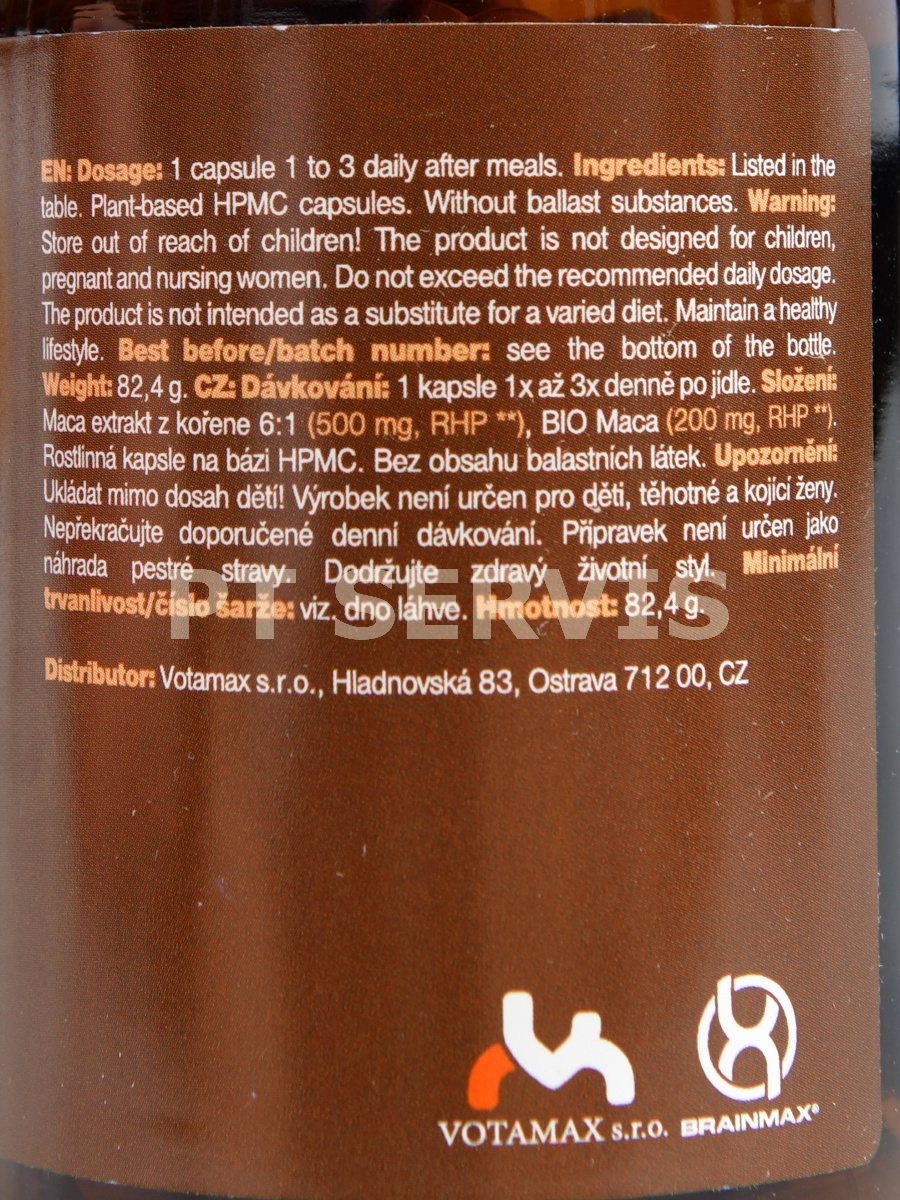 EN: Dosage: 1 capsule 1 to 3 daily after meals. Ingredients: Listed in the
table. Plant-based HPMC capsules. Without ballast substances. Warning:
Store out of reach of children! The product is not designed for children,
pregnant and nursing women. Do not exceed the recommended daily dosage.
The product is not intended as a substitute for a varied diet. Maintain a healthy
lifestyle. Best before/batch number: see the bottom of the bottle.
Weight: 82,4 g. CZ: Dávkování: 1 kapsle 1x až 3x denně po jídle. Složení:
Maca extrakt z kořene 6:1 (500 mg, RHP **), BIO Maca (200 mg, RHP **).
Rostlinná kapsle na bázi HPMC. Bez obsahu balastních látek. Upozornění:
Ukládat mimo dosah dětí! Výrobek není určen pro děti, těhotné a kojící ženy.
Nepřekračujte doporučené denní dávkování. Přípravek není určen jako
náhrada pestré stravy. Dodržujte zdravý životní styl. Minimální
trvanlivost/číslo šarže: viz. dno láhve. Hmotnost: 82,4 g.
PT SERVIS
Distributor: Votamax s.r.o., Hladnovská 83, Ostrava 712 00, CZ
VOTAMAX s.r.o. BRAINMAX®